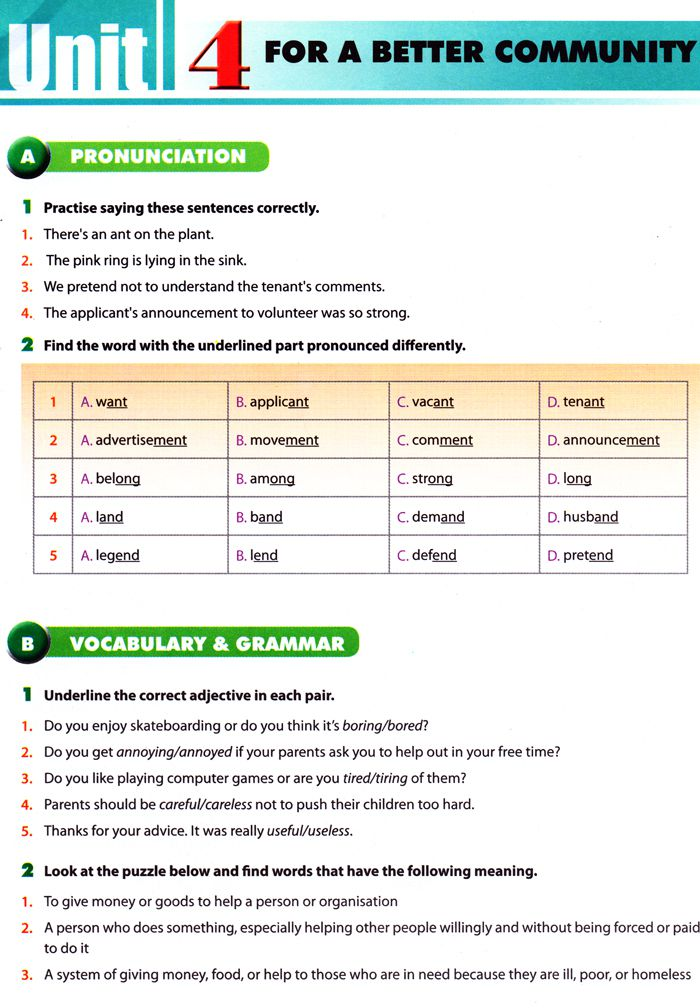 Unit 4 FOR A BETTER COMMUNITY
A PRONUNCIATION
1 Practise saying these sentences correctly.
1. There's an ant on the plant.
2. The pink ring is lying in the sink.
3. We pretend not to understand the tenant's comments.
4. The applicant's announcement to volunteer was so strong.
2 Find the word with the underlined part pronounced differently.
1 A. want B. applicant C. vacant D. tenant
2 A. advertisement B. movement C. comment D. announcement
3 A. belong B. among C. strong D. long
4 A. land B. band C. demand D. husband
5 A. legend B. lend C. defend D. pretend
B VOCABULARY & GRAMMAR
1 Underline the correct adjective in each pair.
1. Do you enjoy skateboarding or do you think it's boring/bored?
2. Do you get annoying/annoyed if your parents ask you to help out in your free time?
3. Do you like playing computer games or are you tired/tiring of them?
4. Parents should be careful/careless not to push their children too hard.
5. Thanks for your advice. It was really useful/useless.
2 Look at the puzzle below and find words that have the following meaning.
1. To give money or goods to help a person or organisation
2. A person who does something, especially helping other people willingly and without being forced or paid
to do it
3. A system of giving money, food, or help to those who are in need because they are ill, poor, or homeless